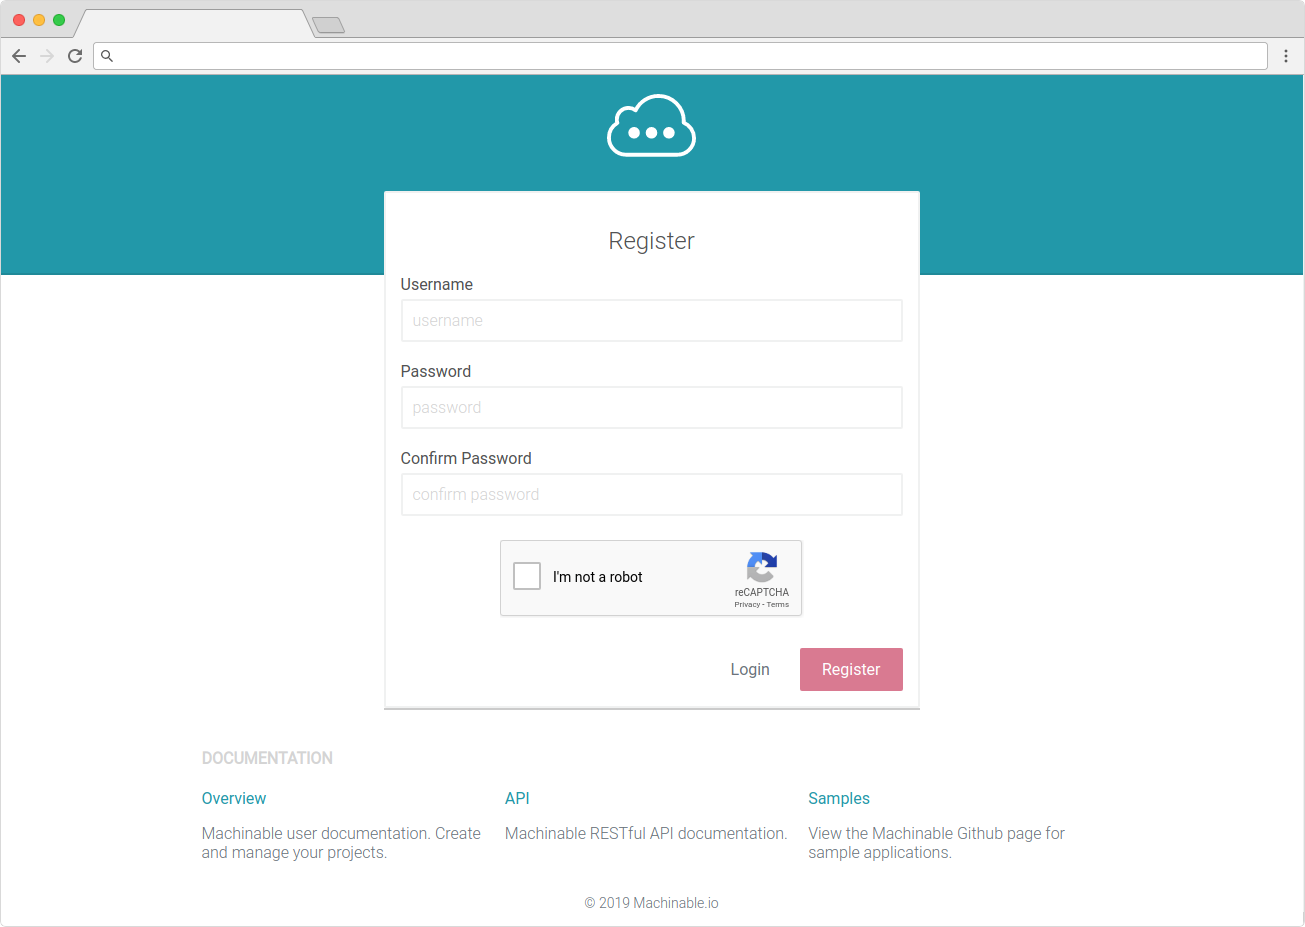 Register
Username
username
Password
password
Confirm Password
confirm password
I'm not a robot
reCAPTCHA
Privacy - Terms
Login
Register
DOCUMENTATION
Overview
Machinable user documentation. Create
and manage your projects.
API
Machinable RESTful API documentation.
Samples
View the Machinable Github page for
sample applications.
© 2019 Machinable.io